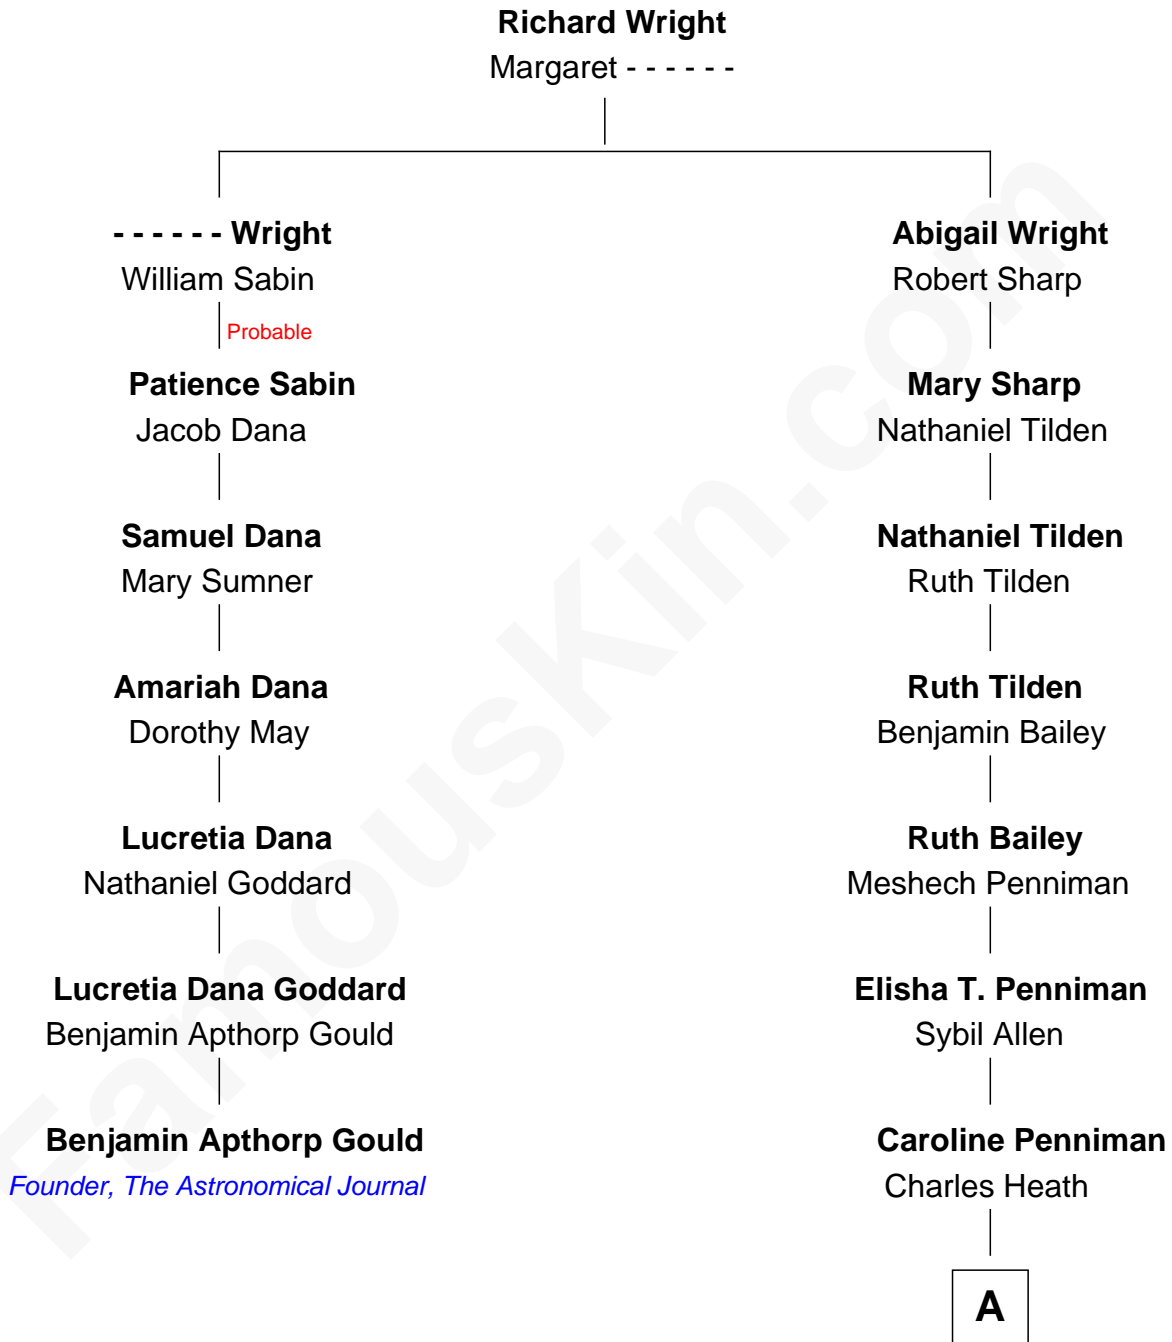 Richard Wright
Margaret - - - - - -
- - - - - - Wright
William Sabin
Probable
Patience Sabin
Jacob Dana
Samuel Dana
Mary Sumner
Amariah Dana
Dorothy May
Lucretia Dana
Nathaniel Goddard
Lucretia Dana Goddard
Benjamin Apthorp Gould
Benjamin Apthorp Gould
Founder, The Astronomical Journal
Abigail Wright
Robert Sharp
Mary Sharp
Nathaniel Tilden
Nathaniel Tilden
Ruth Tilden
Ruth Tilden
Benjamin Bailey
Ruth Bailey
Meshech Penniman
Elisha T. Penniman
Sybil Allen
Caroline Penniman
Charles Heath
A
FamousKin.com